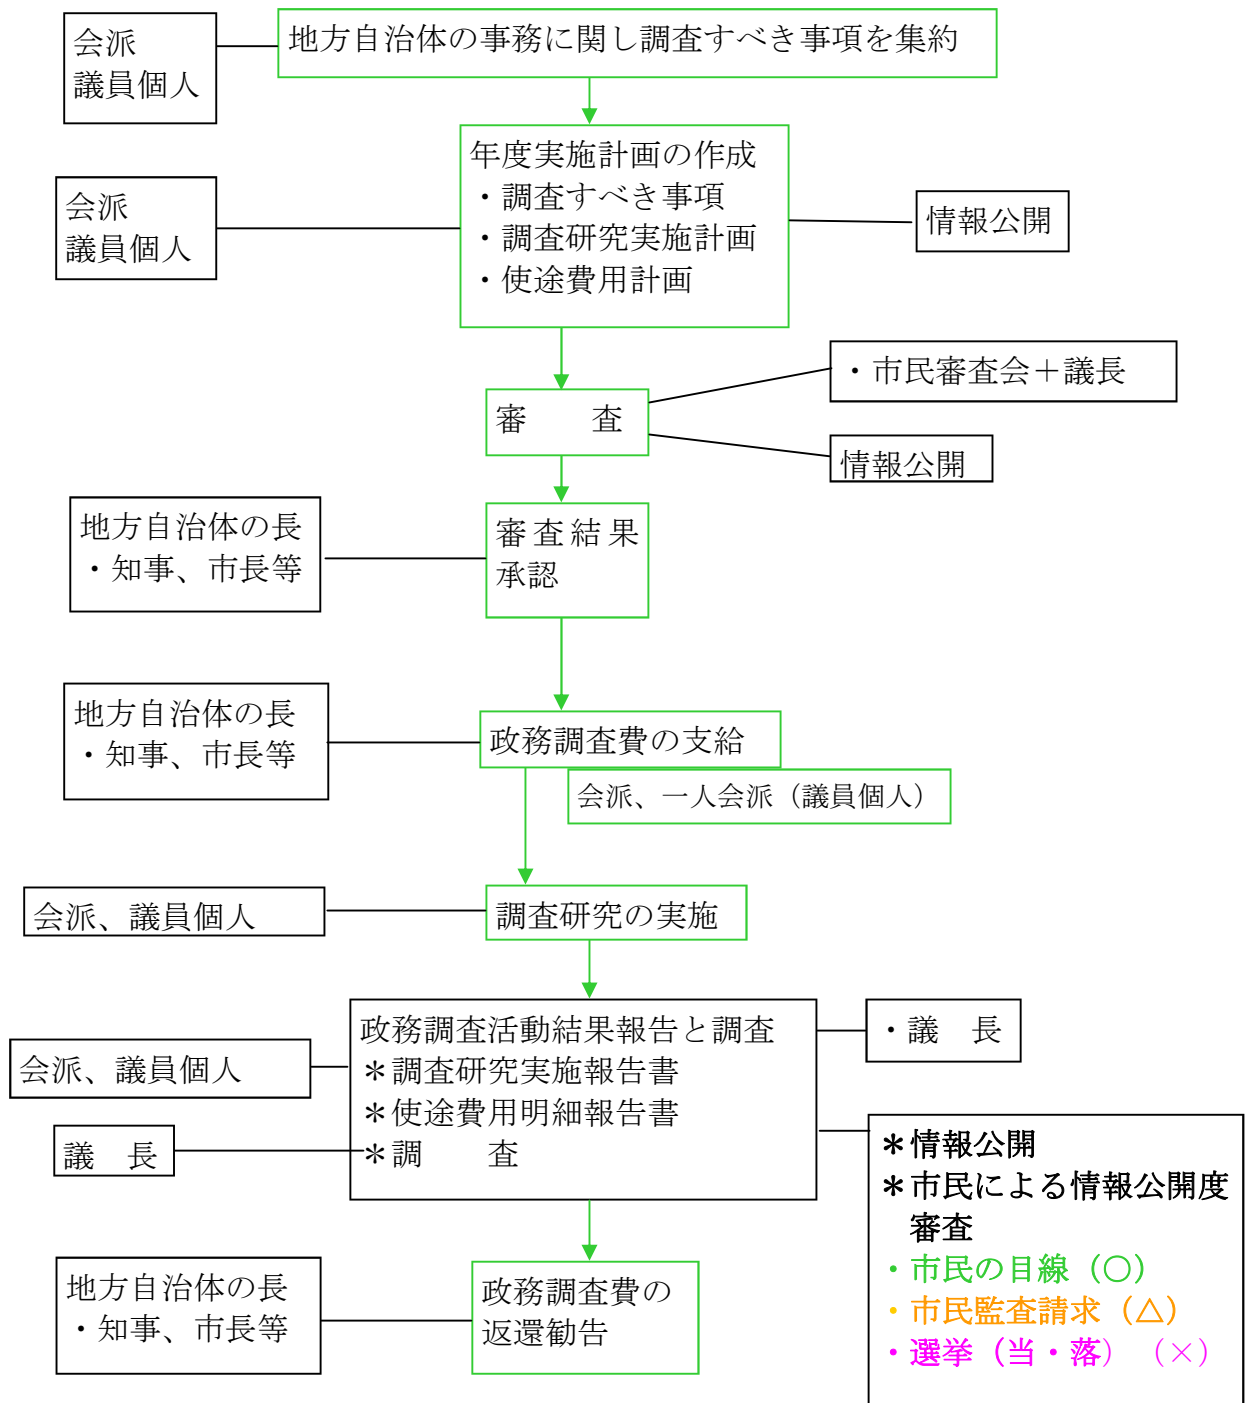 会派
議員個人
地方自治体の事務に関し調査すべき事項を集約
年度実施計画の作成
・調査すべき事項
・調査研究実施計画
・使途費用計画
会派
議員個人
情報公開
・市民審査会＋議長
審　　査
情報公開
地方自治体の長
・知事、市長等
審査結果
承認
地方自治体の長
・知事、市長等
政務調査費の支給
会派、一人会派（議員個人）
会派、議員個人
調査研究の実施
政務調査活動結果報告と調査
＊調査研究実施報告書
＊使途費用明細報告書
＊調　　査
・議　長
会派、議員個人
議　長
＊情報公開
＊市民による情報公開度
審査
・市民の目線（○）
・市民監査請求（△）
・選挙（当・落）（×）
地方自治体の長
・知事、市長等
政務調査費の
返還勧告